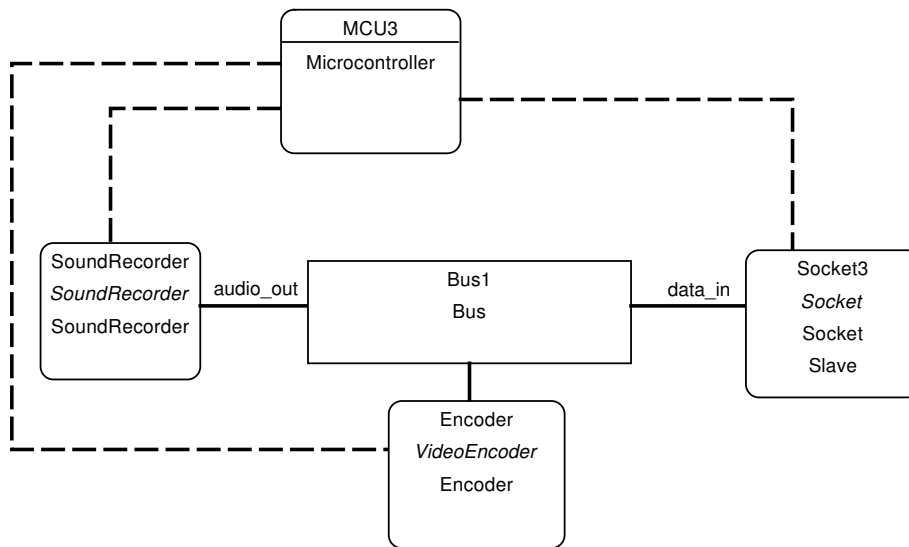 MCU3
Microcontroller
SoundRecorder
SoundRecorder
SoundRecorder
audio_out
Bus1
Bus
data_in
Socket3
Socket
Socket
Slave
Encoder
VideoEncoder
Encoder